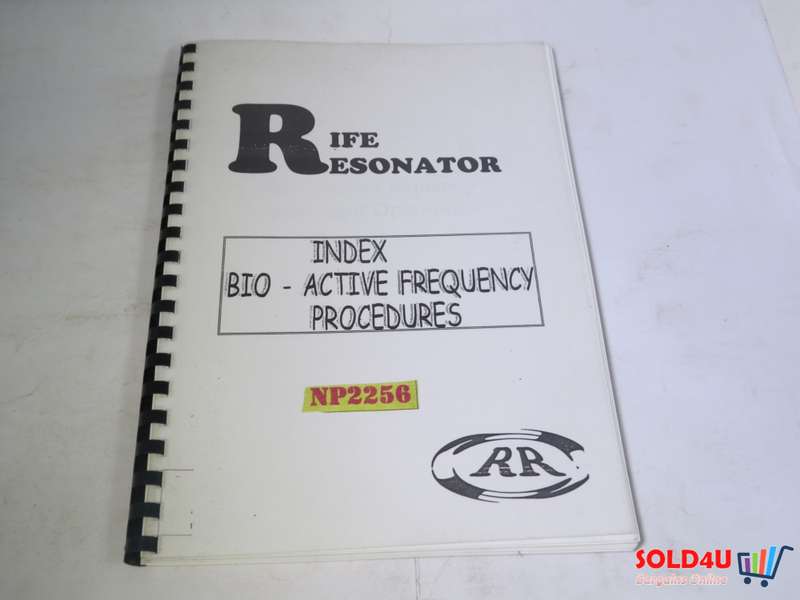 RIFE
RESONATOR
INDEX
BIO - ACTIVE FREQUENCY
PROCEDURES
NP2256
RR
SOLD4U
Bargains Online